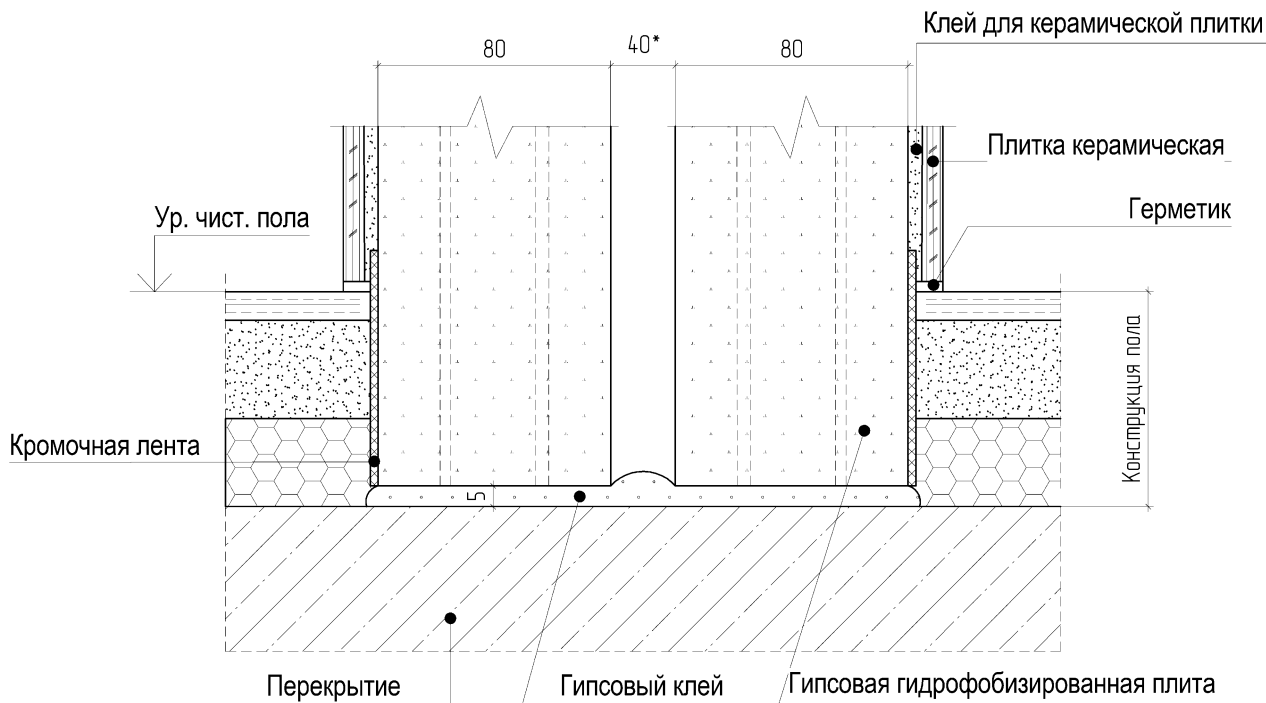 Клей для керамической плитки
80
40*
80
Плитка керамическая
Ур. чист. пола
Герметик
Конструкция пола
Кромочная лента
5
Перекрытие
Гипсовый клей
Гипсовая гидрофобизированная плита